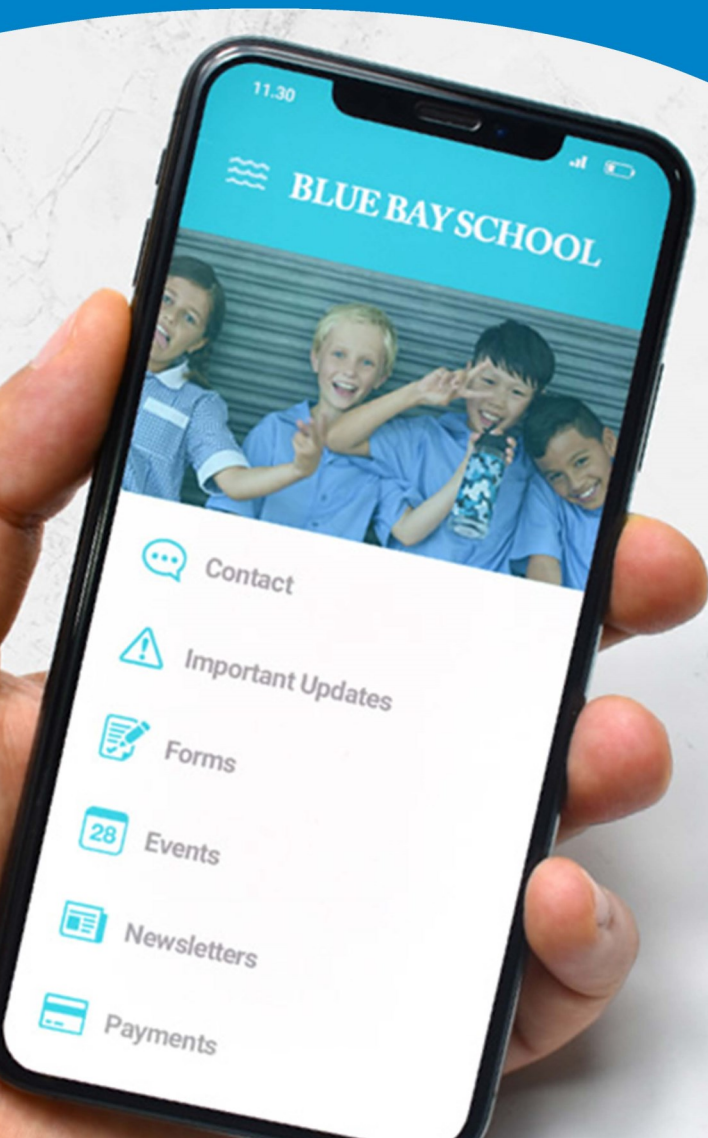 11.30
BLUE BAY SCHOOL
Contact
Important Updates
Forms
28
Events
Newsletters
Payments